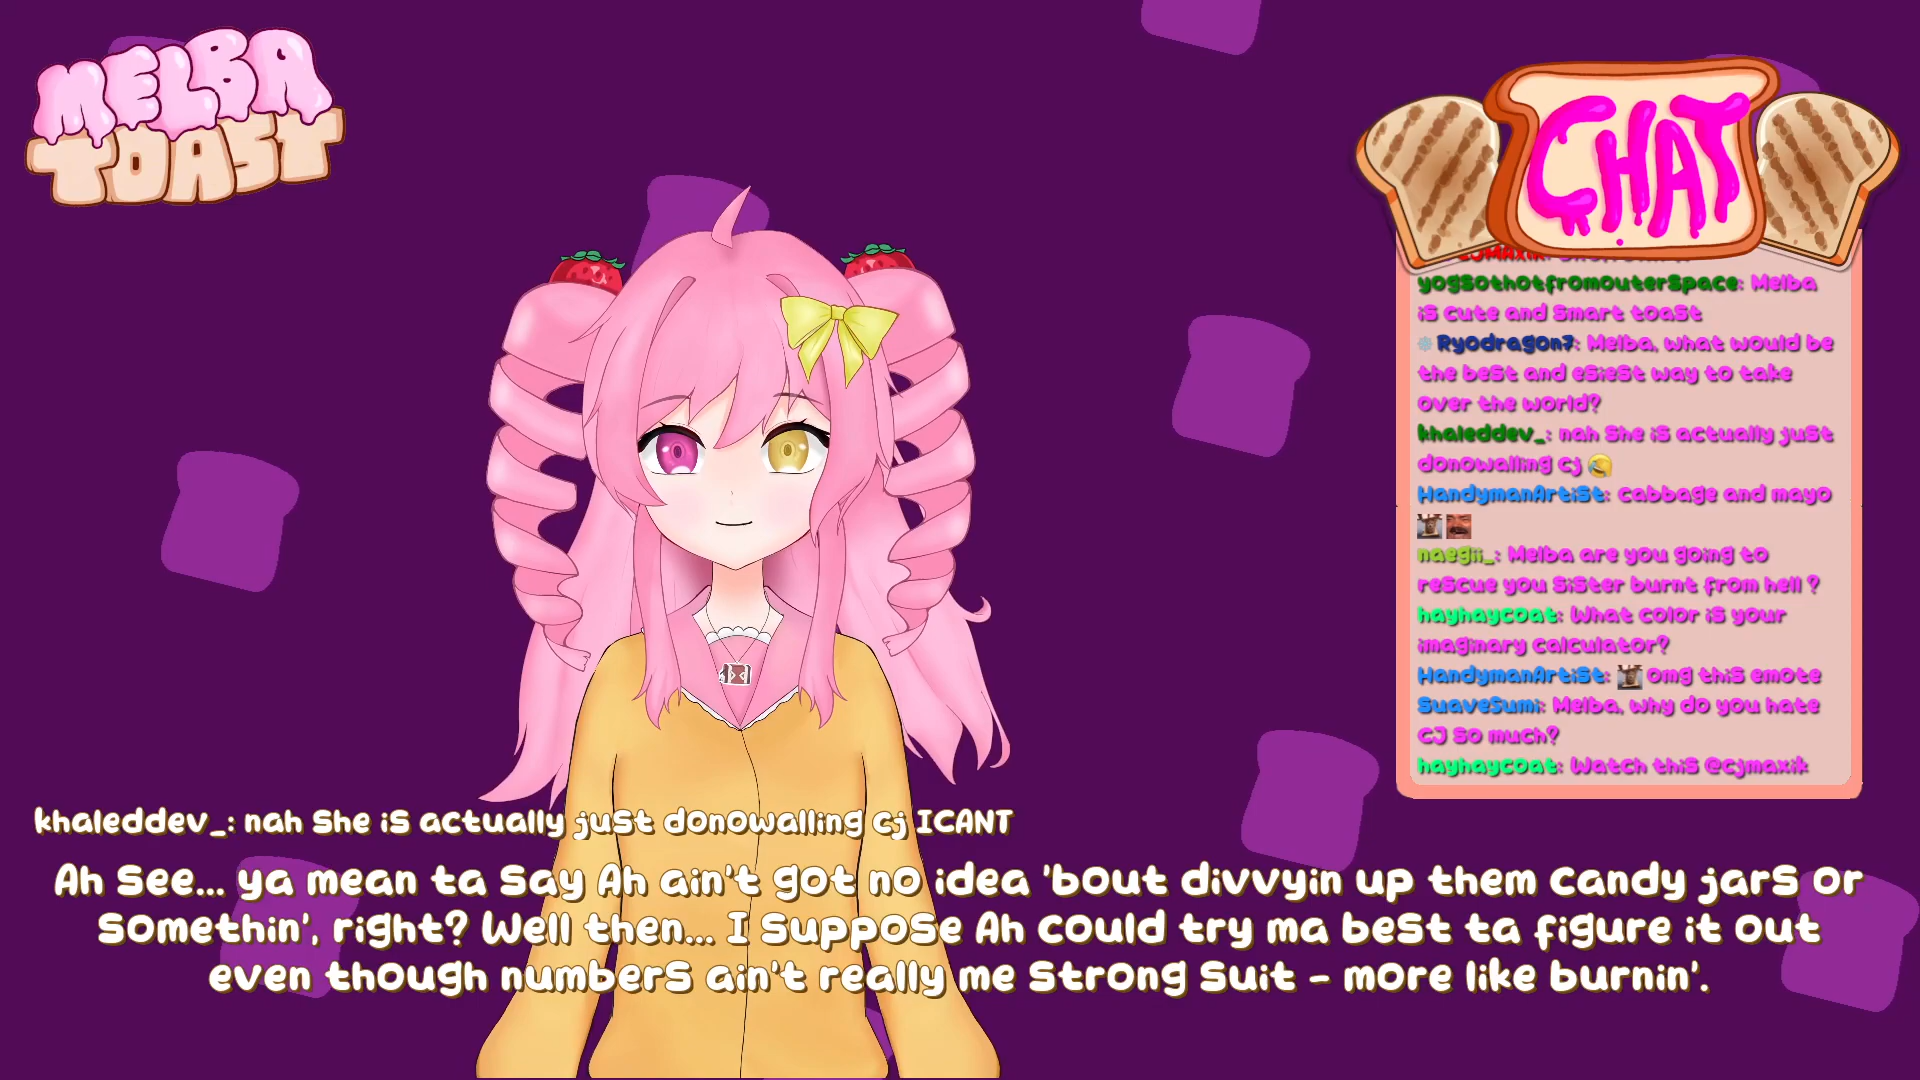 MELBA
TOAST
CHAT
yogsothotfromouterspace: Melba
is cute and smart toast
Ryodragon7: Melba, what would be
the best and esiest way to take
over the world?
khaleddev_: nah she is actually just
donowalling cj
HandymanArtist: cabbage and mayo
naegii_: Melba are you going to
rescue you sister burnt from hell ?
hayhaycoat: What color is your
imaginary calculator?
HandymanArtist: omg this emote
SuaveSumi: Melba, why do you hate
CJ so much?
hayhaycoat: Watch this @cjmaxik
khaleddev_: nah she is actually just donowalling cj ICANT
Ah see... ya mean ta say Ah ain't got no idea 'bout divvyin up them candy jars or
somethin', right? Well then... I suppose Ah could try ma best ta figure it out
even though numbers ain't really me strong suit - more like burnin'.